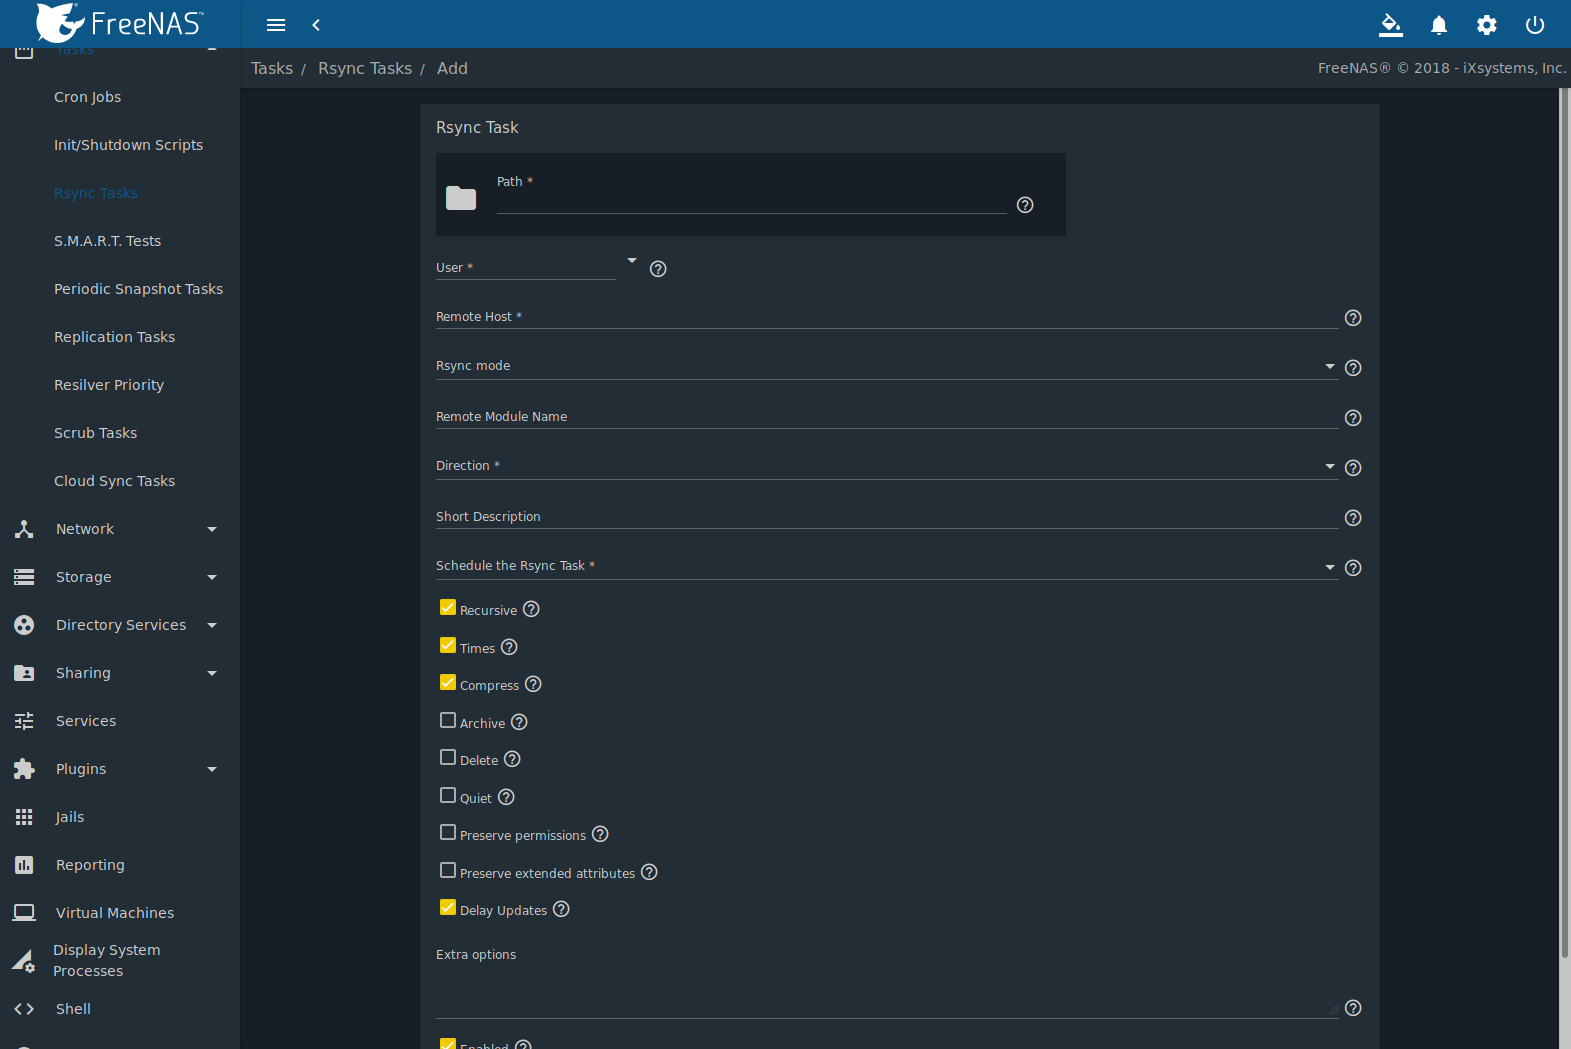 FreeNAS™
Tasks / Rsync Tasks / Add
FreeNAS® © 2018 - iXsystems, Inc.
Tasks
Cron Jobs
Init/Shutdown Scripts
Rsync Tasks
S.M.A.R.T. Tests
Periodic Snapshot Tasks
Replication Tasks
Resilver Priority
Scrub Tasks
Cloud Sync Tasks
Network
Storage
Directory Services
Sharing
Services
Plugins
Jails
Reporting
Virtual Machines
Display System
Processes
Shell
Rsync Task
Path *
User *
Remote Host *
Rsync mode
Remote Module Name
Direction *
Short Description
Schedule the Rsync Task *
Recursive
Times
Compress
Archive
Delete
Quiet
Preserve permissions
Preserve extended attributes
Delay Updates
Extra options
Enabled